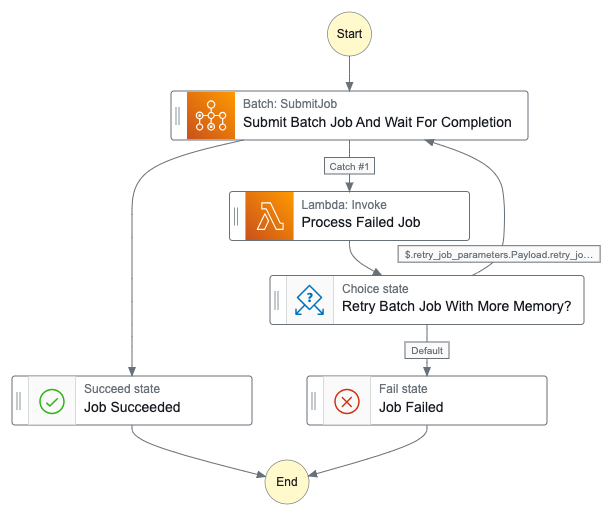 Start
Batch: SubmitJob
Submit Batch Job And Wait For Completion
Catch #1
Lambda: Invoke
Process Failed Job
$.retry_job_parameters.Payload.retry_jo...
Choice state
Retry Batch Job With More Memory?
Default
Succeed state
Job Succeeded
Fail state
Job Failed
End